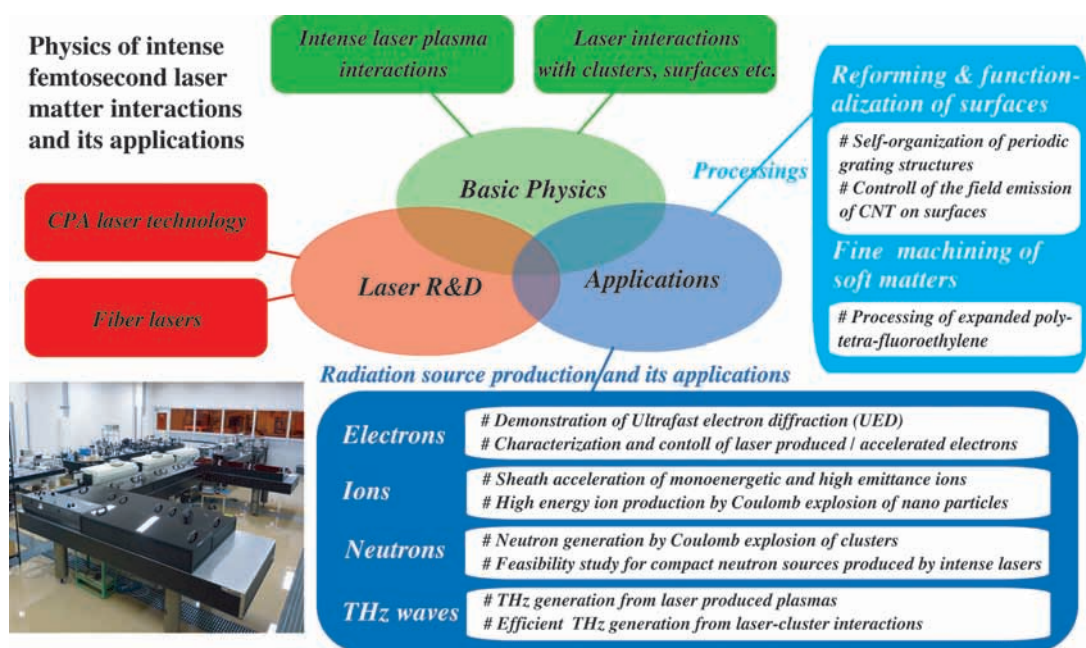 Physics of intense
femtosecond laser
matter interactions
and its applications
Intense laser plasma
interactions
Laser interactions
with clusters, surfaces etc.
CPA laser technology
Fiber lasers
Basic Physics
Laser R&D
Applications
Processings
Reforming & function-
alization of surfaces
# Self-organization of periodic
grating structures
# Controll of the field emission
of CNT on surfaces
Fine machining of
soft matters
# Processing of expanded poly-
tetra-fluoroethylene
Radiation source production and its applications
Electrons
# Demonstration of Ultrafast electron diffraction (UED)
# Characterization and contoll of laser produced / accelerated electrons
Ions
# Sheath acceleration of monoenergetic and high emittance ions
# High energy ion production by Coulomb explosion of nano particles
Neutrons
# Neutron generation by Coulomb explosion of clusters
# Feasibility study for compact neutron sources produced by intense lasers
THz waves
# THz generation from laser produced plasmas
# Efficient THz generation from laser-cluster interactions